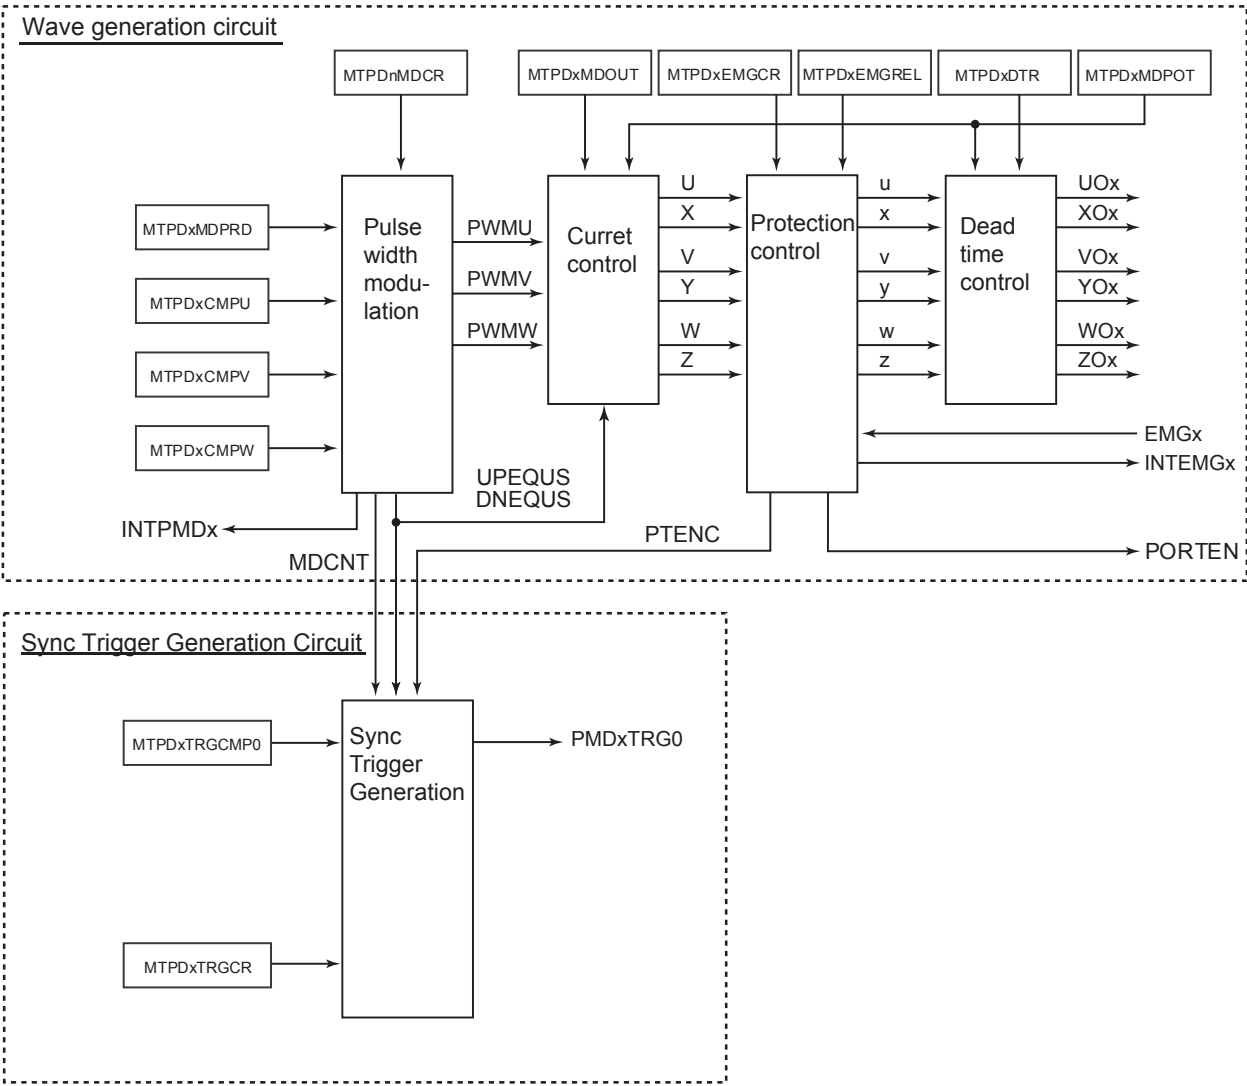 Wave generation circuit
MTPDnMDCR
MTPDxMDOUT
MTPDxEMGCR
MTPDxEMGREL
MTPDxDTR
MTPDxMDPOT
MTPDxMDPRD
MTPDxCMPU
MTPDxCMPV
MTPDxCMPW
Pulse
width
modu-
lation
PWMU
PWMV
PWMW
Curret
control
U
X
V
Y
W
Z
Protection
control
u
x
v
y
w
z
Dead
time
control
UOx
XOx
VOx
YOx
WOx
ZOx
EMGx
INTEMGx
UPEQUS
DNEQUS
INTPMDx
MDCNT
PTENC
PORTEN
Sync Trigger Generation Circuit
MTPDxTRGCMP0
Sync
Trigger
Generation
PMDxTRG0
MTPDxTRGCR